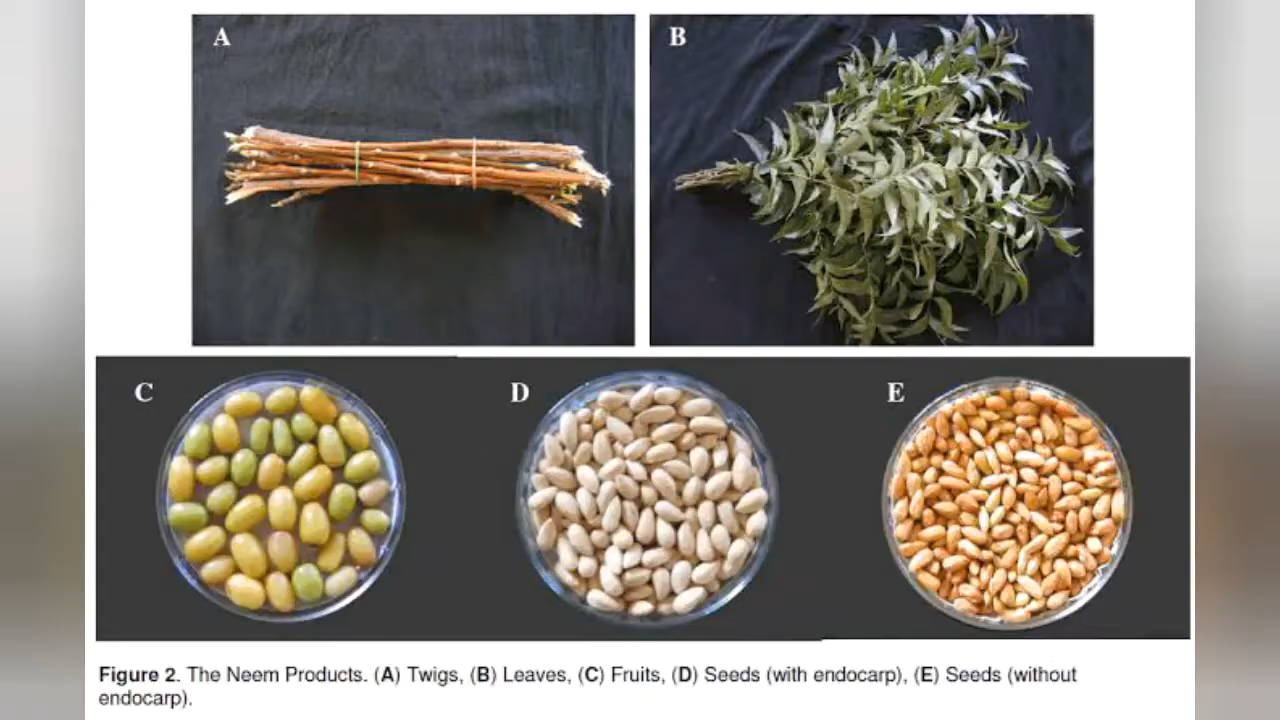 A
B
C
D
E
Figure 2. The Neem Products. (A) Twigs, (B) Leaves, (C) Fruits, (D) Seeds (with endocarp), (E) Seeds (without
endocarp).